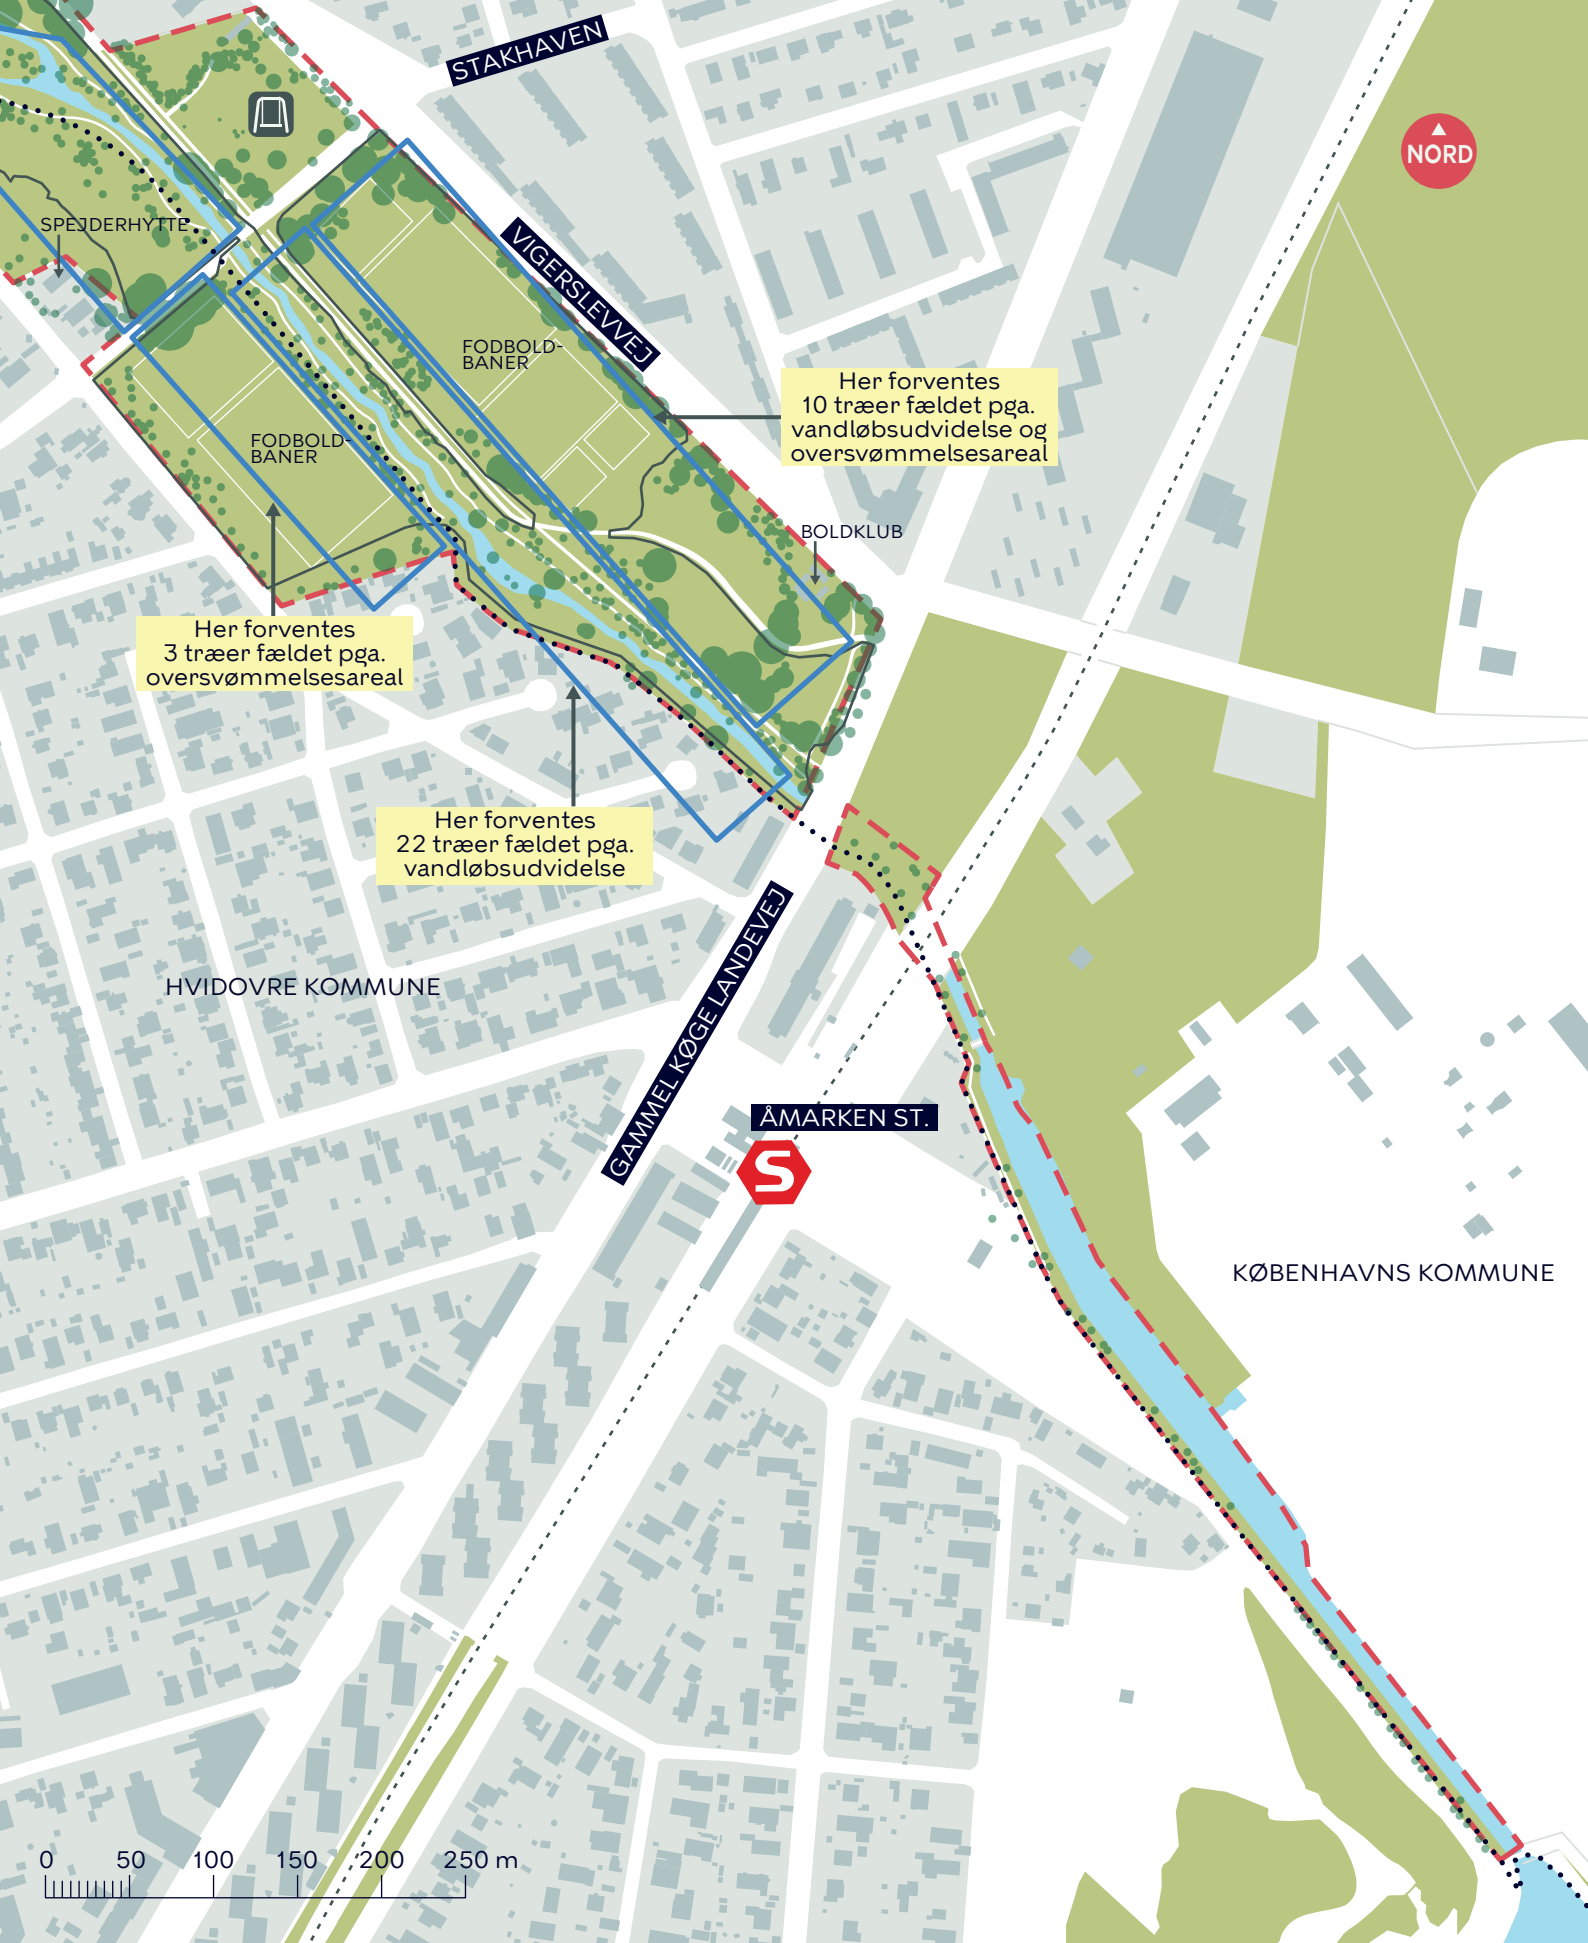 STAKHAVEN
NORD
SPEJDERHYTTE
VIGERSLEVVEJ
FODBOLD-
BANER
Her forventes
10 træer fældet pga.
vandløbsudvidelse og
oversvømmelsesareal
FODBOLD-
BANER
BOLDKLUB
Her forventes
3 træer fældet pga.
oversvømmelsesareal
Her forventes
22 træer fældet pga.
vandløbsudvidelse
HVIDOVRE KOMMUNE
GAMMEL KØGE LANDEVEJ
ÅMARKEN ST.
S
KØBENHAVNS KOMMUNE
0 50 100 150 200 250 m